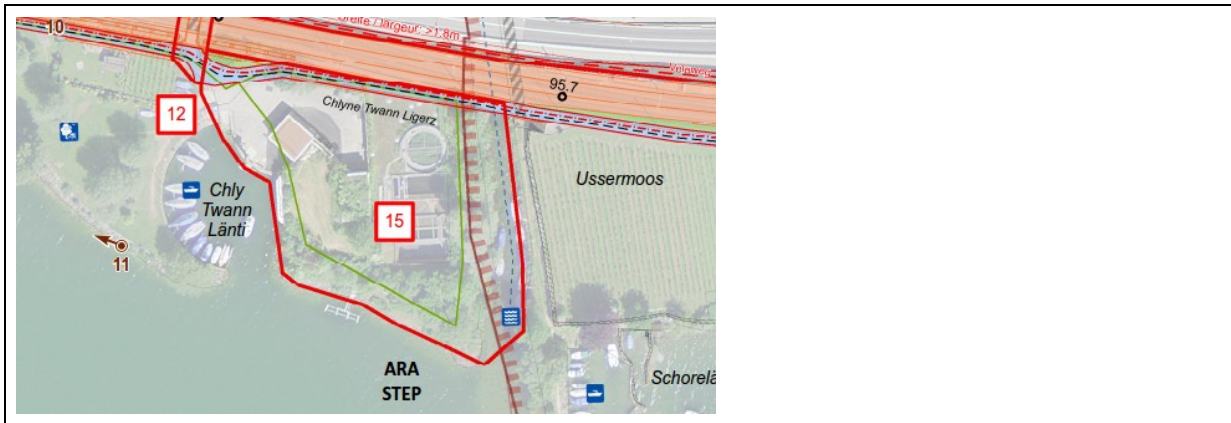 10
Breite / largeur: >1.8m
95.7
Chlyne Twann Ligerz
12
Ussermoos
Chly
Twann
Länti
15
11
ARA
STEP
Schorelä